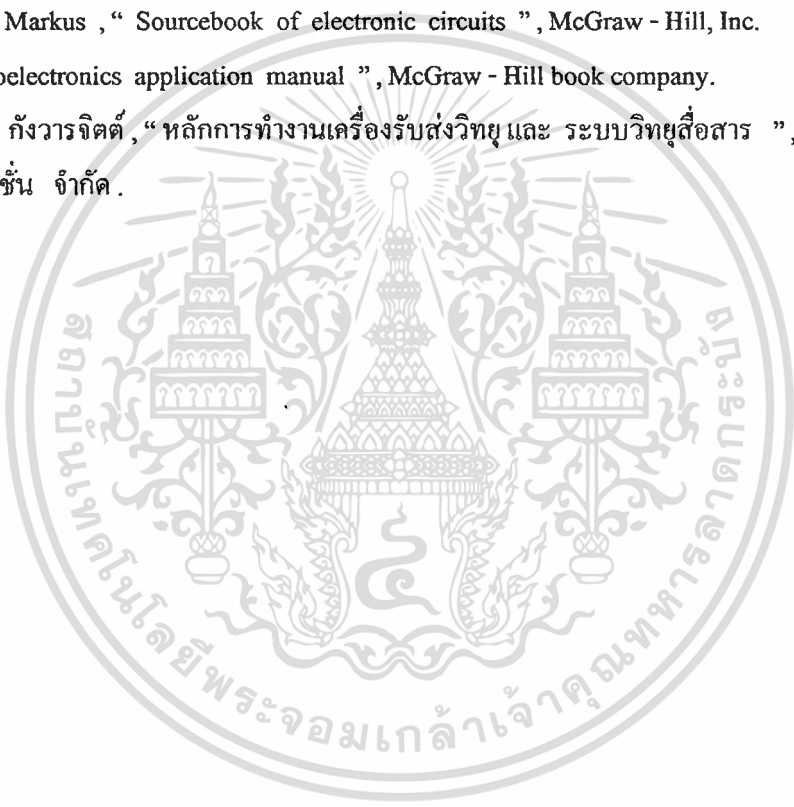 Markus ,“ Sourcebook of electronic circuits ”, McGraw - Hill, Inc.
oelectronics application manual ”, McGraw - Hill book company.
กังวารจิตต์ ,“ หลักการทำงานเครื่องรับส่งวิทยุ และ ระบบวิทยุสื่อสาร ”,
ชั่น จำกัด .
สถาบันเทคโนโลยีพระจอมเกล้าเจ้าคุณทหารลาดกระบัง